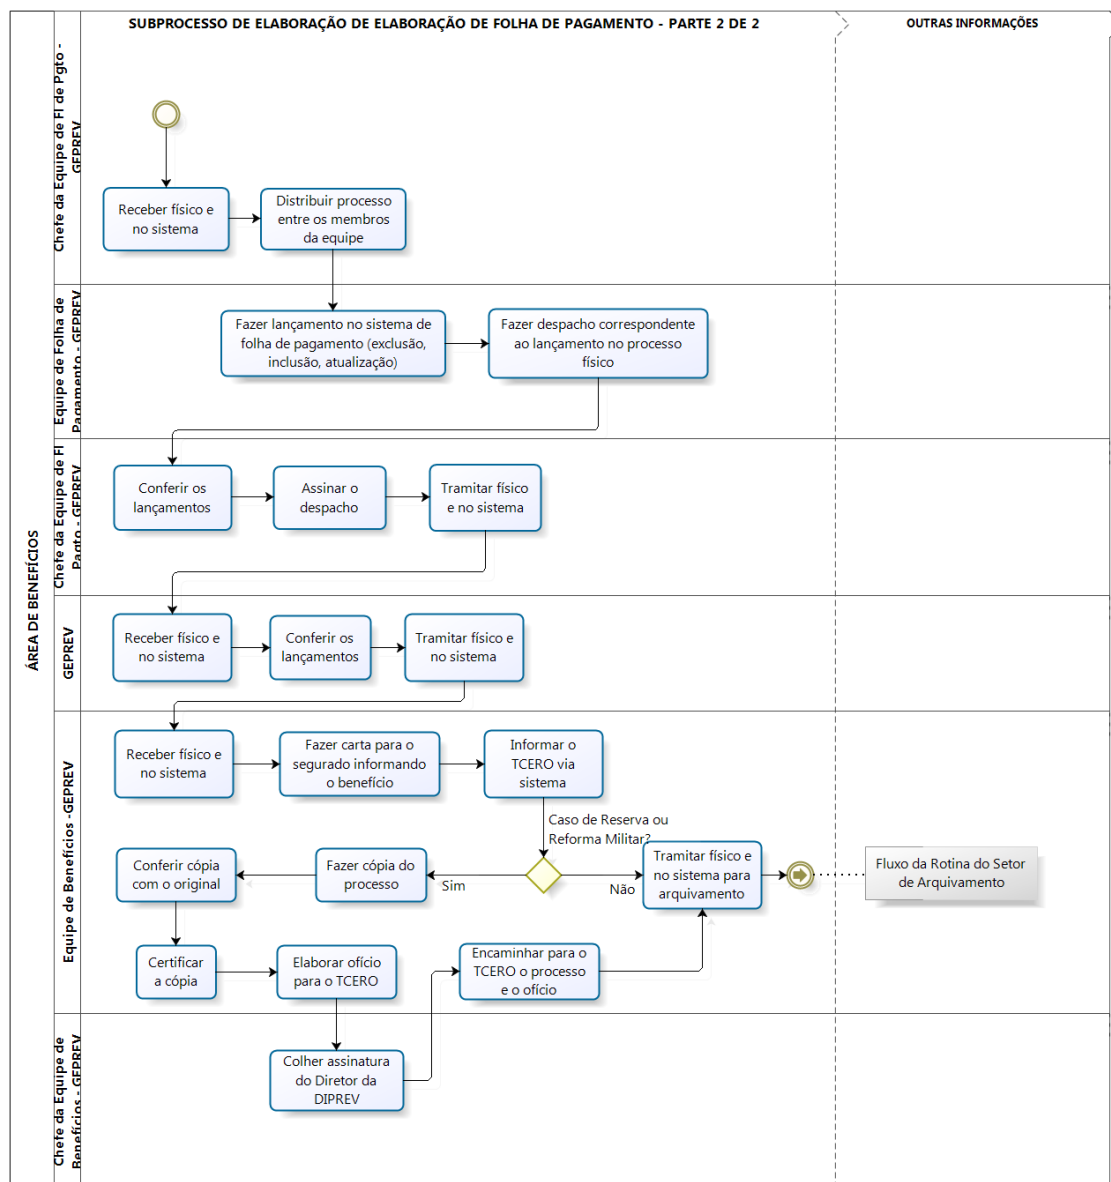 SUBPROCESSO DE ELABORAÇÃO DE ELABORAÇÃO DE FOLHA DE PAGAMENTO - PARTE 2 DE 2
OUTRAS INFORMAÇÕES
ÁREA DE BENEFÍCIOS
Chefe da Equipe de Fl de Pgto -
GEPREV
Receber físico e
no sistema
Distribuir processo
entre os membros
da equipe
Equipe de Folha de
Pagamento - GEPREV
Fazer lançamento no sistema de
folha de pagamento (exclusão,
inclusão, atualização)
Fazer despacho correspondente
ao lançamento no processo
físico
Chefe da Equipe de Fl
Pagto - GEPREV
Conferir os
lançamentos
Assinar o
despacho
Tramitar físico
e no sistema
GEPREV
Receber físico e
no sistema
Conferir os
lançamentos
Tramitar físico e
no sistema
Equipe de Benefícios -GEPREV
Receber físico e
no sistema
Fazer carta para o
segurado informando
o benefício
Informar o
TCERO via
sistema
Caso de Reserva ou
Reforma Militar?
Conferir cópia
com o original
Fazer cópia do
processo
Sim
Não
Tramitar físico e
no sistema para
arquivamento
Fluxo da Rotina do Setor
de Arquivamento
Certificar
a cópia
Elaborar ofício
para o TCERO
Encaminhar para o
TCERO o processo
e o ofício
Chefe da Equipe de
Benefícios - GEPREV
Colher assinatura
do Diretor da
DIPREV